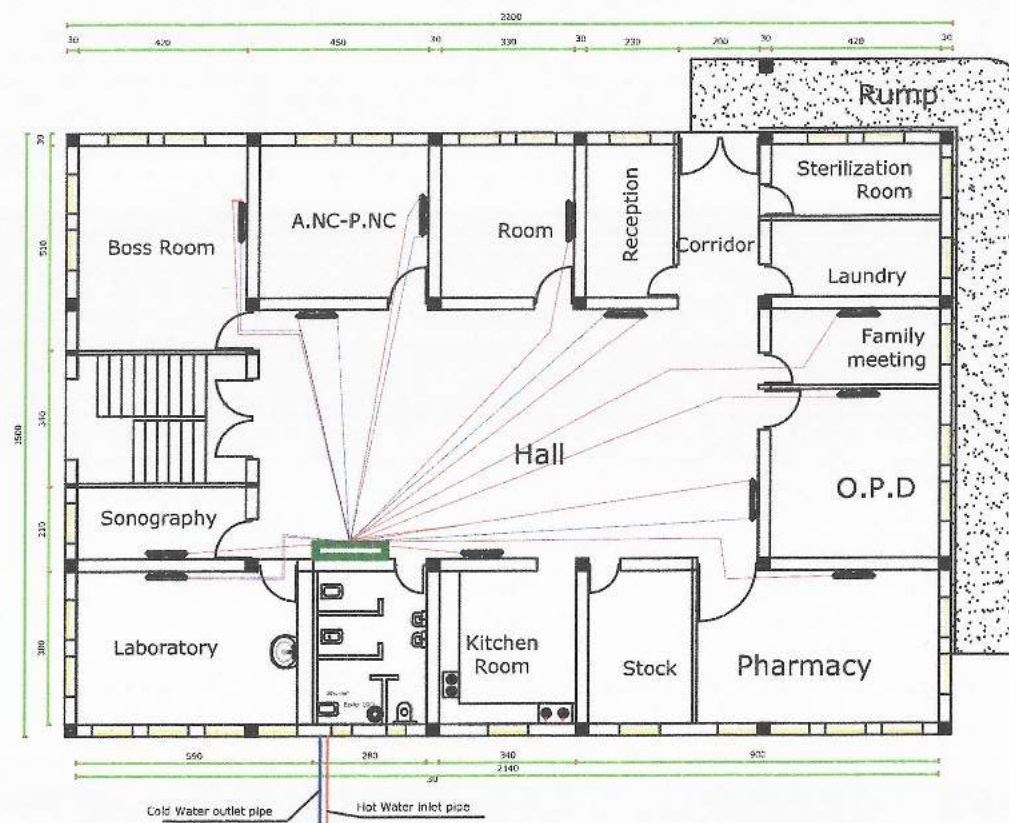 2200
30
420
450
30
330
30
230
200
30
420
30
Rump
30
Sterilization
Room
A.NC-P.NC
Room
Reception
Corridor
Boss Room
510
Laundry
Family
meeting
340
1500
Hall
O.P.D
Sonography
Laboratory
380
Kitchen
Room
Stock
Pharmacy
590
280
340
900
2140
30
Cold Water outlet pipe
Hot Water inlet pipe